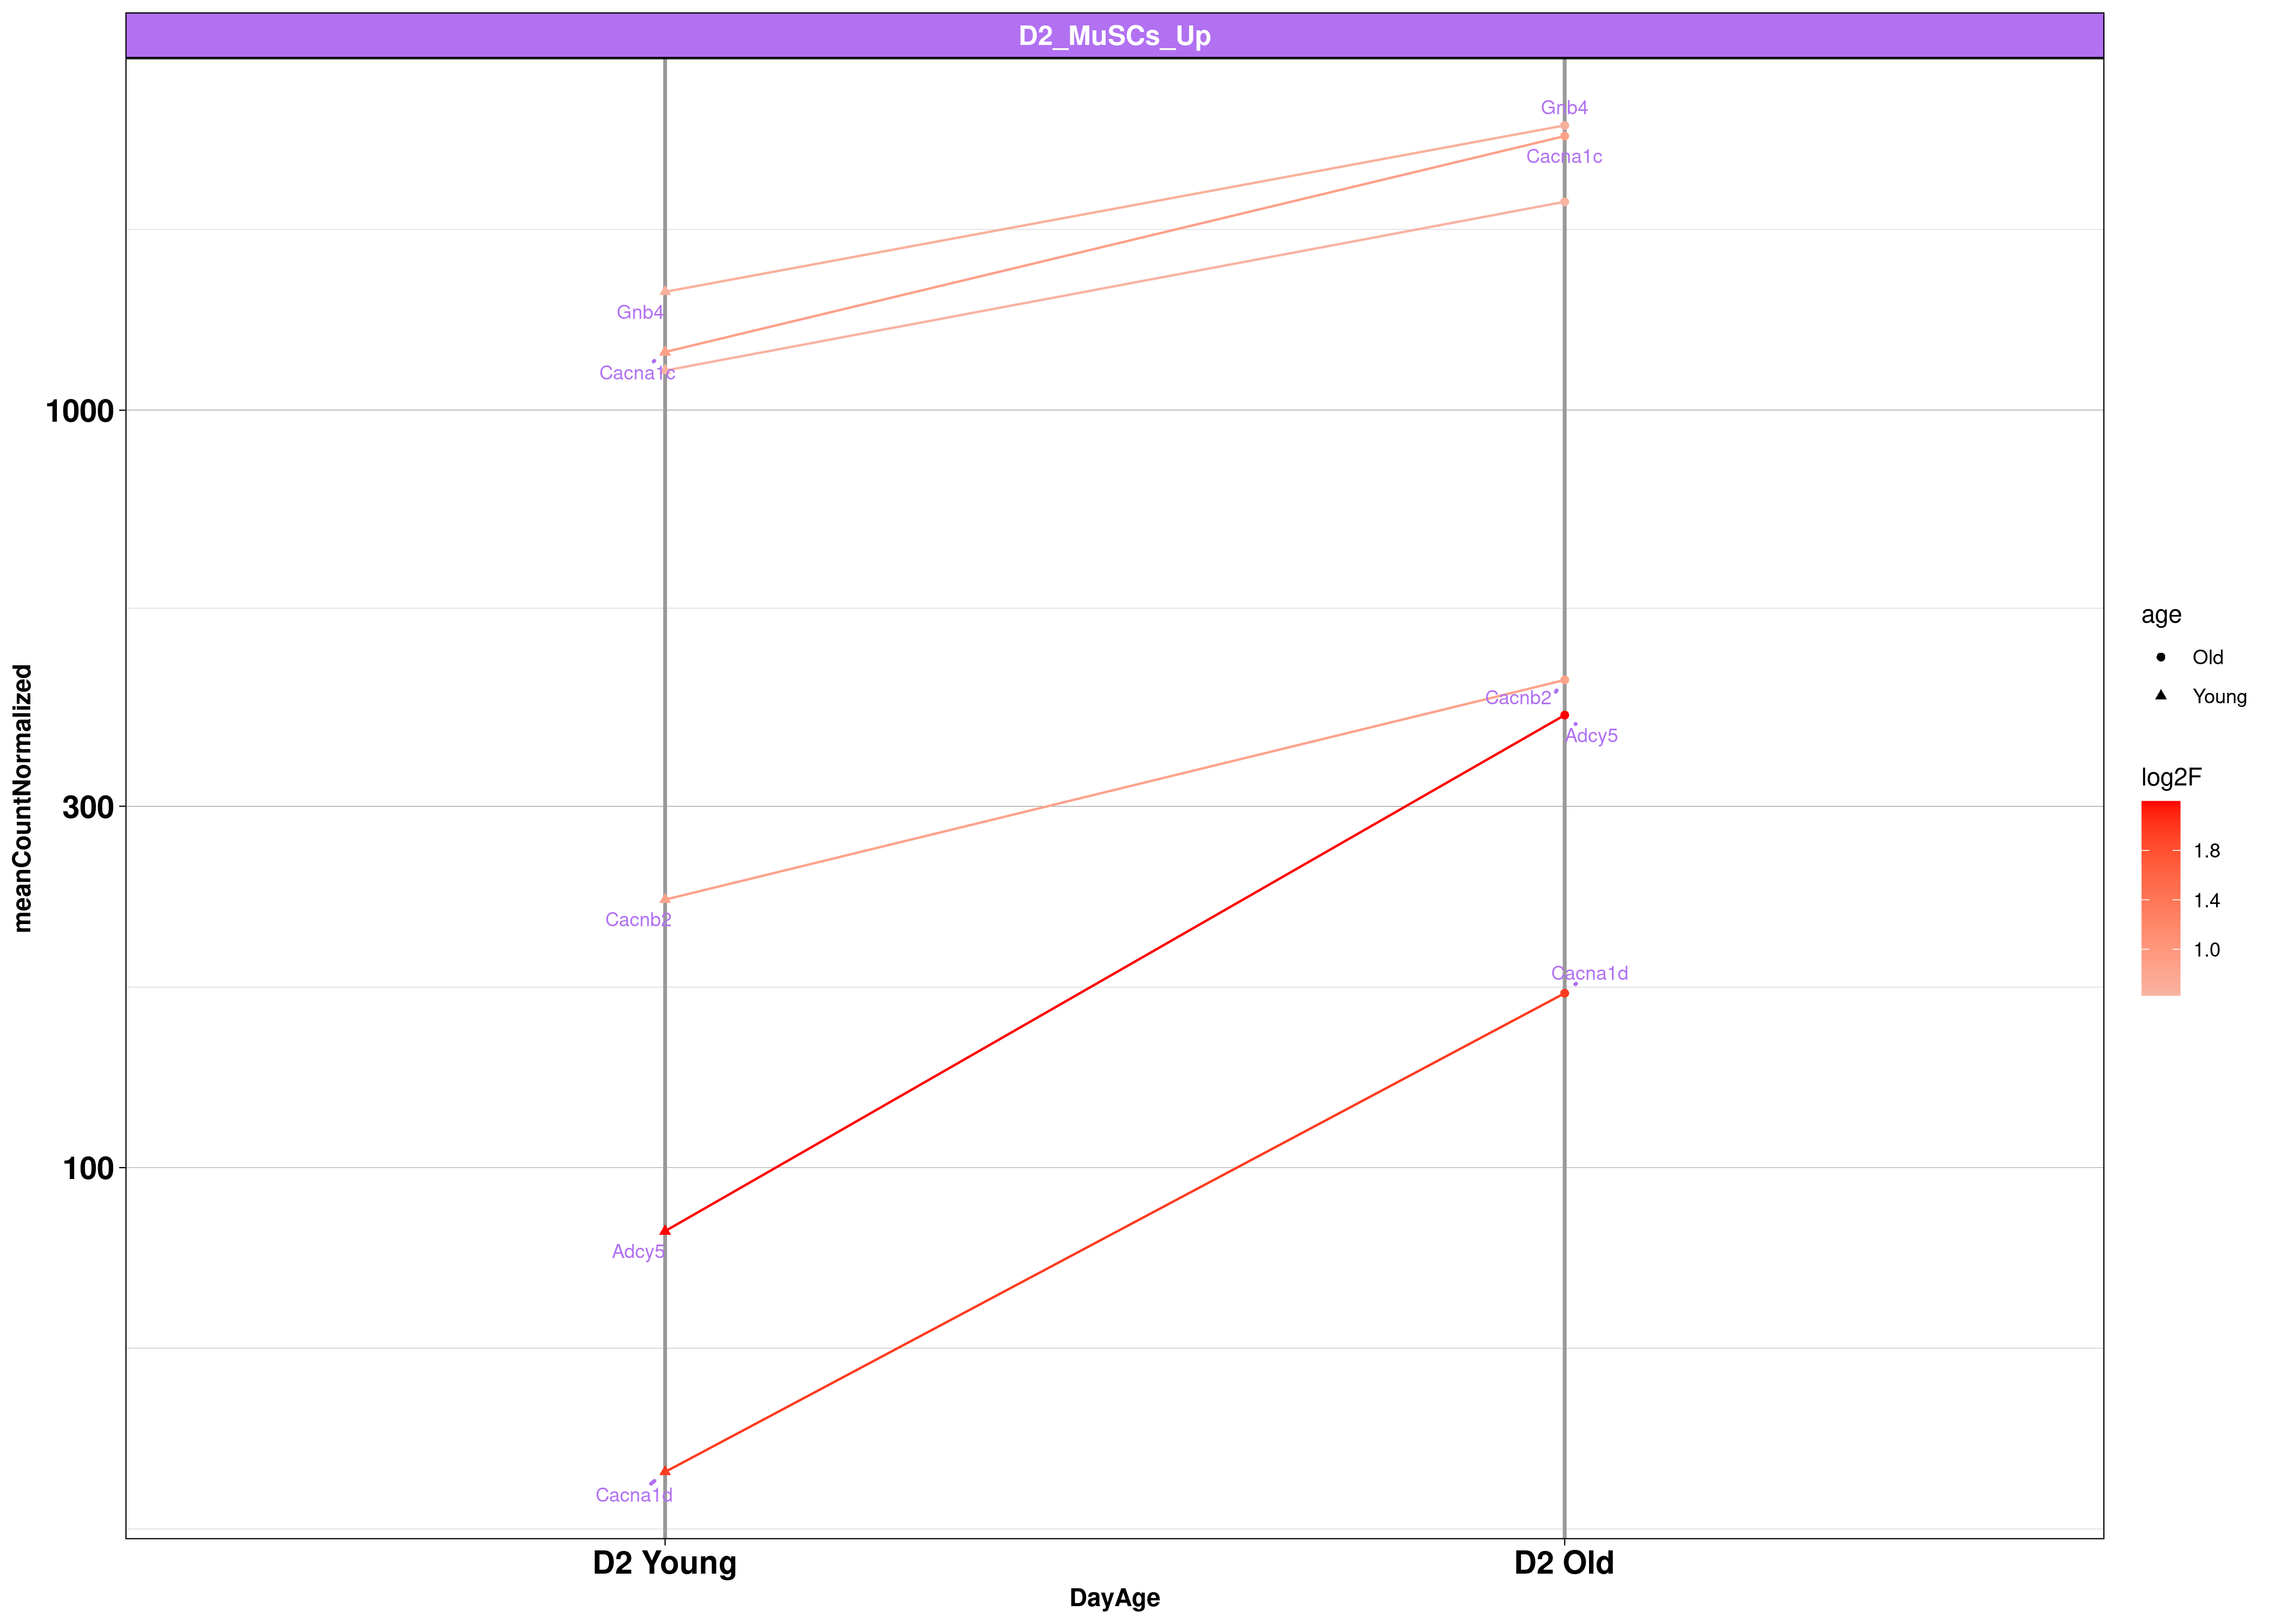 D2_MuSCs_Up
Gnb4
Cacna1c
Gnb4
Cacna1c
1000
Cacnb2
Adcy5
300
Cacnb2
Cacna1d
100
Adcy5
Cacna1d
D2 Young
D2 Old
DayAge
meanCountNormalized
age
Old
Young
log2F
1.8
1.4
1.0